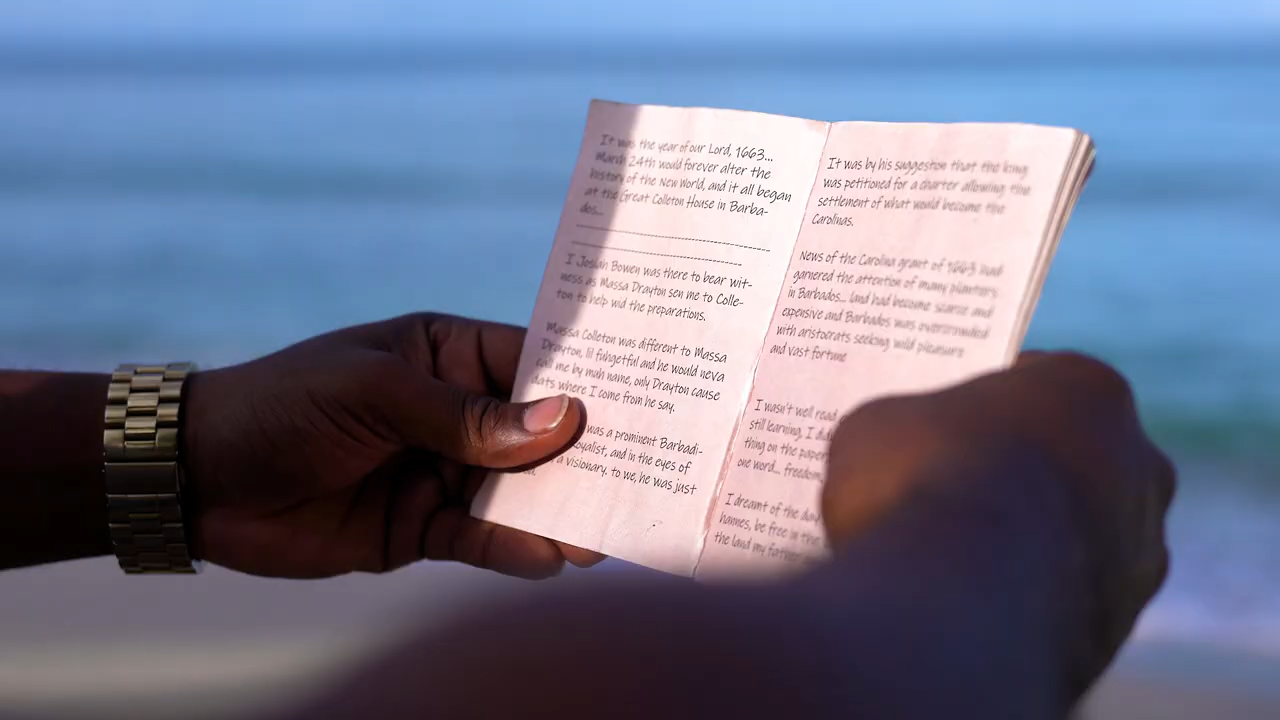 It was the year of our Lord, 1663...
March 24th would forever alter the
history of the New World, and it all began
at the Great Colleton House in Barba-
dos...
I Josiah Bowen was there to bear wit-
ness as Massa Drayton sen me to Colle-
ton to help wid the preparations.
Massa Colleton was different to Massa
Drayton, lil fuhgetful and he would neva
call me by muh name, only Drayton cause
dats where I come from he say.
was a prominent Barbadi-
oyalist, and in the eyes of
a visionary, to we, he was just
It was by his suggestion that the king
was petitioned for a charter allowing the
settlement of what would become the
Carolinas.
News of the Carolina grant of 1663 had
garnered the attention of many planters
in Barbados... land had become scarce and
expensive and Barbados was overcrowded
with aristocrats seeking wild pleasure
and vast fortune
I wasn't well read
still learning, I
thing on the paper
one word... freedom
I dreamt of the day
hannes, be free in the
the land my father